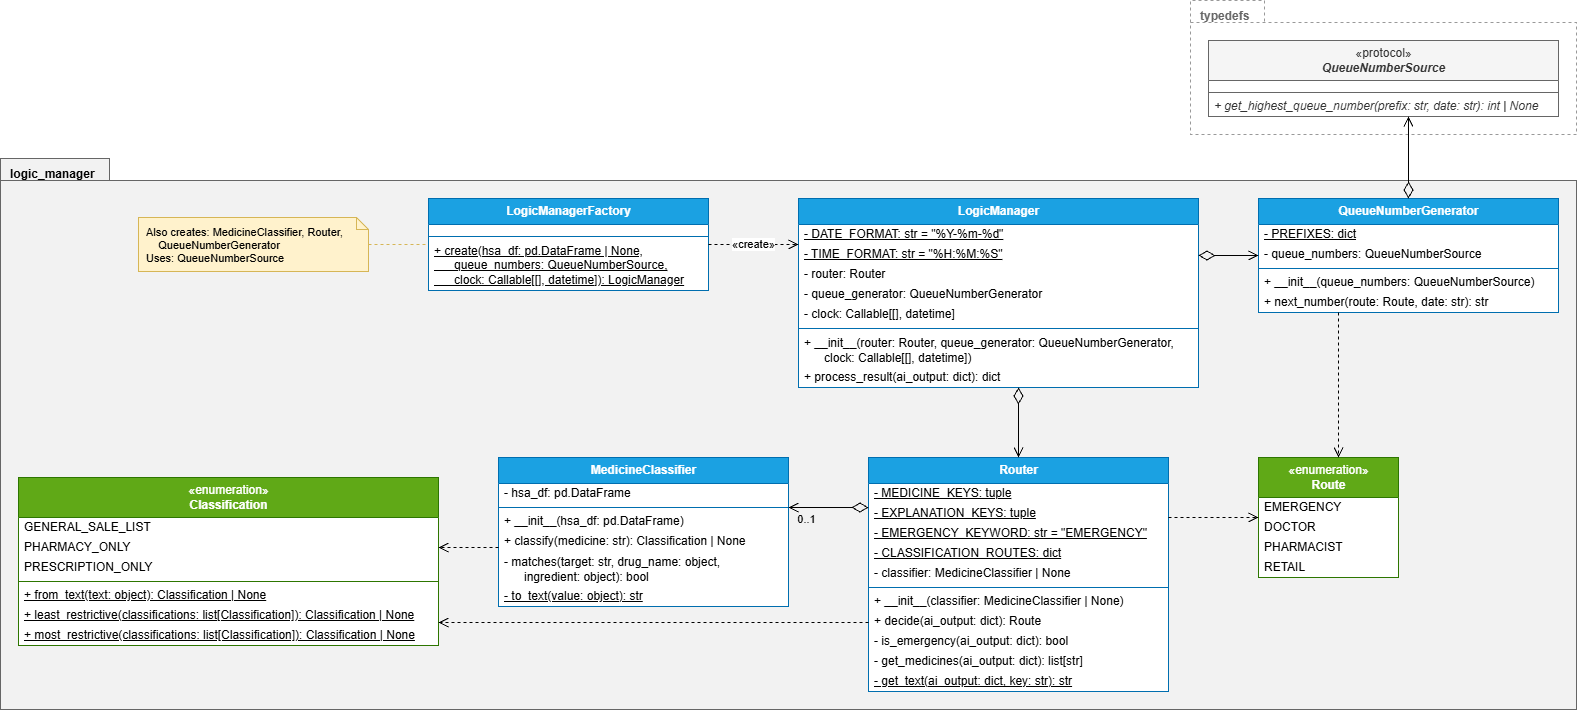 typedefs
«protocol»
QueueNumberSource
+ get_highest_queue_number(prefix: str, date: str): int | None
logic_manager
Also creates: MedicineClassifier, Router,
QueueNumberGenerator
Uses: QueueNumberSource
LogicManagerFactory
+ create(hsa_df: pd.DataFrame | None,
queue_numbers: QueueNumberSource,
clock: Callable[[], datetime]): LogicManager
«create»
LogicManager
- DATE_FORMAT: str = "%Y-%m-%d"
- TIME_FORMAT: str = "%H:%M:%S"
- router: Router
- queue_generator: QueueNumberGenerator
- clock: Callable[[], datetime]
+ __init__(router: Router, queue_generator: QueueNumberGenerator,
clock: Callable[[], datetime])
+ process_result(ai_output: dict): dict
QueueNumberGenerator
- PREFIXES: dict
- queue_numbers: QueueNumberSource
+ __init__(queue_numbers: QueueNumberSource)
+ next_number(route: Route, date: str): str
«enumeration»
Classification
GENERAL_SALE_LIST
PHARMACY_ONLY
PRESCRIPTION_ONLY
+ from_text(text: object): Classification | None
+ least_restrictive(classifications: list[Classification]): Classification | None
+ most_restrictive(classifications: list[Classification]): Classification | None
MedicineClassifier
- hsa_df: pd.DataFrame
+ __init__(hsa_df: pd.DataFrame)
+ classify(medicine: str): Classification | None
- matches(target: str, drug_name: object,
ingredient: object): bool
- to_text(value: object): str
0..1
Router
- MEDICINE_KEYS: tuple
- EXPLANATION_KEYS: tuple
- EMERGENCY_KEYWORD: str = "EMERGENCY"
- CLASSIFICATION_ROUTES: dict
- classifier: MedicineClassifier | None
+ __init__(classifier: MedicineClassifier | None)
+ decide(ai_output: dict): Route
- is_emergency(ai_output: dict): bool
- get_medicines(ai_output: dict): list[str]
- get_text(ai_output: dict, key: str): str
«enumeration»
Route
EMERGENCY
DOCTOR
PHARMACIST
RETAIL